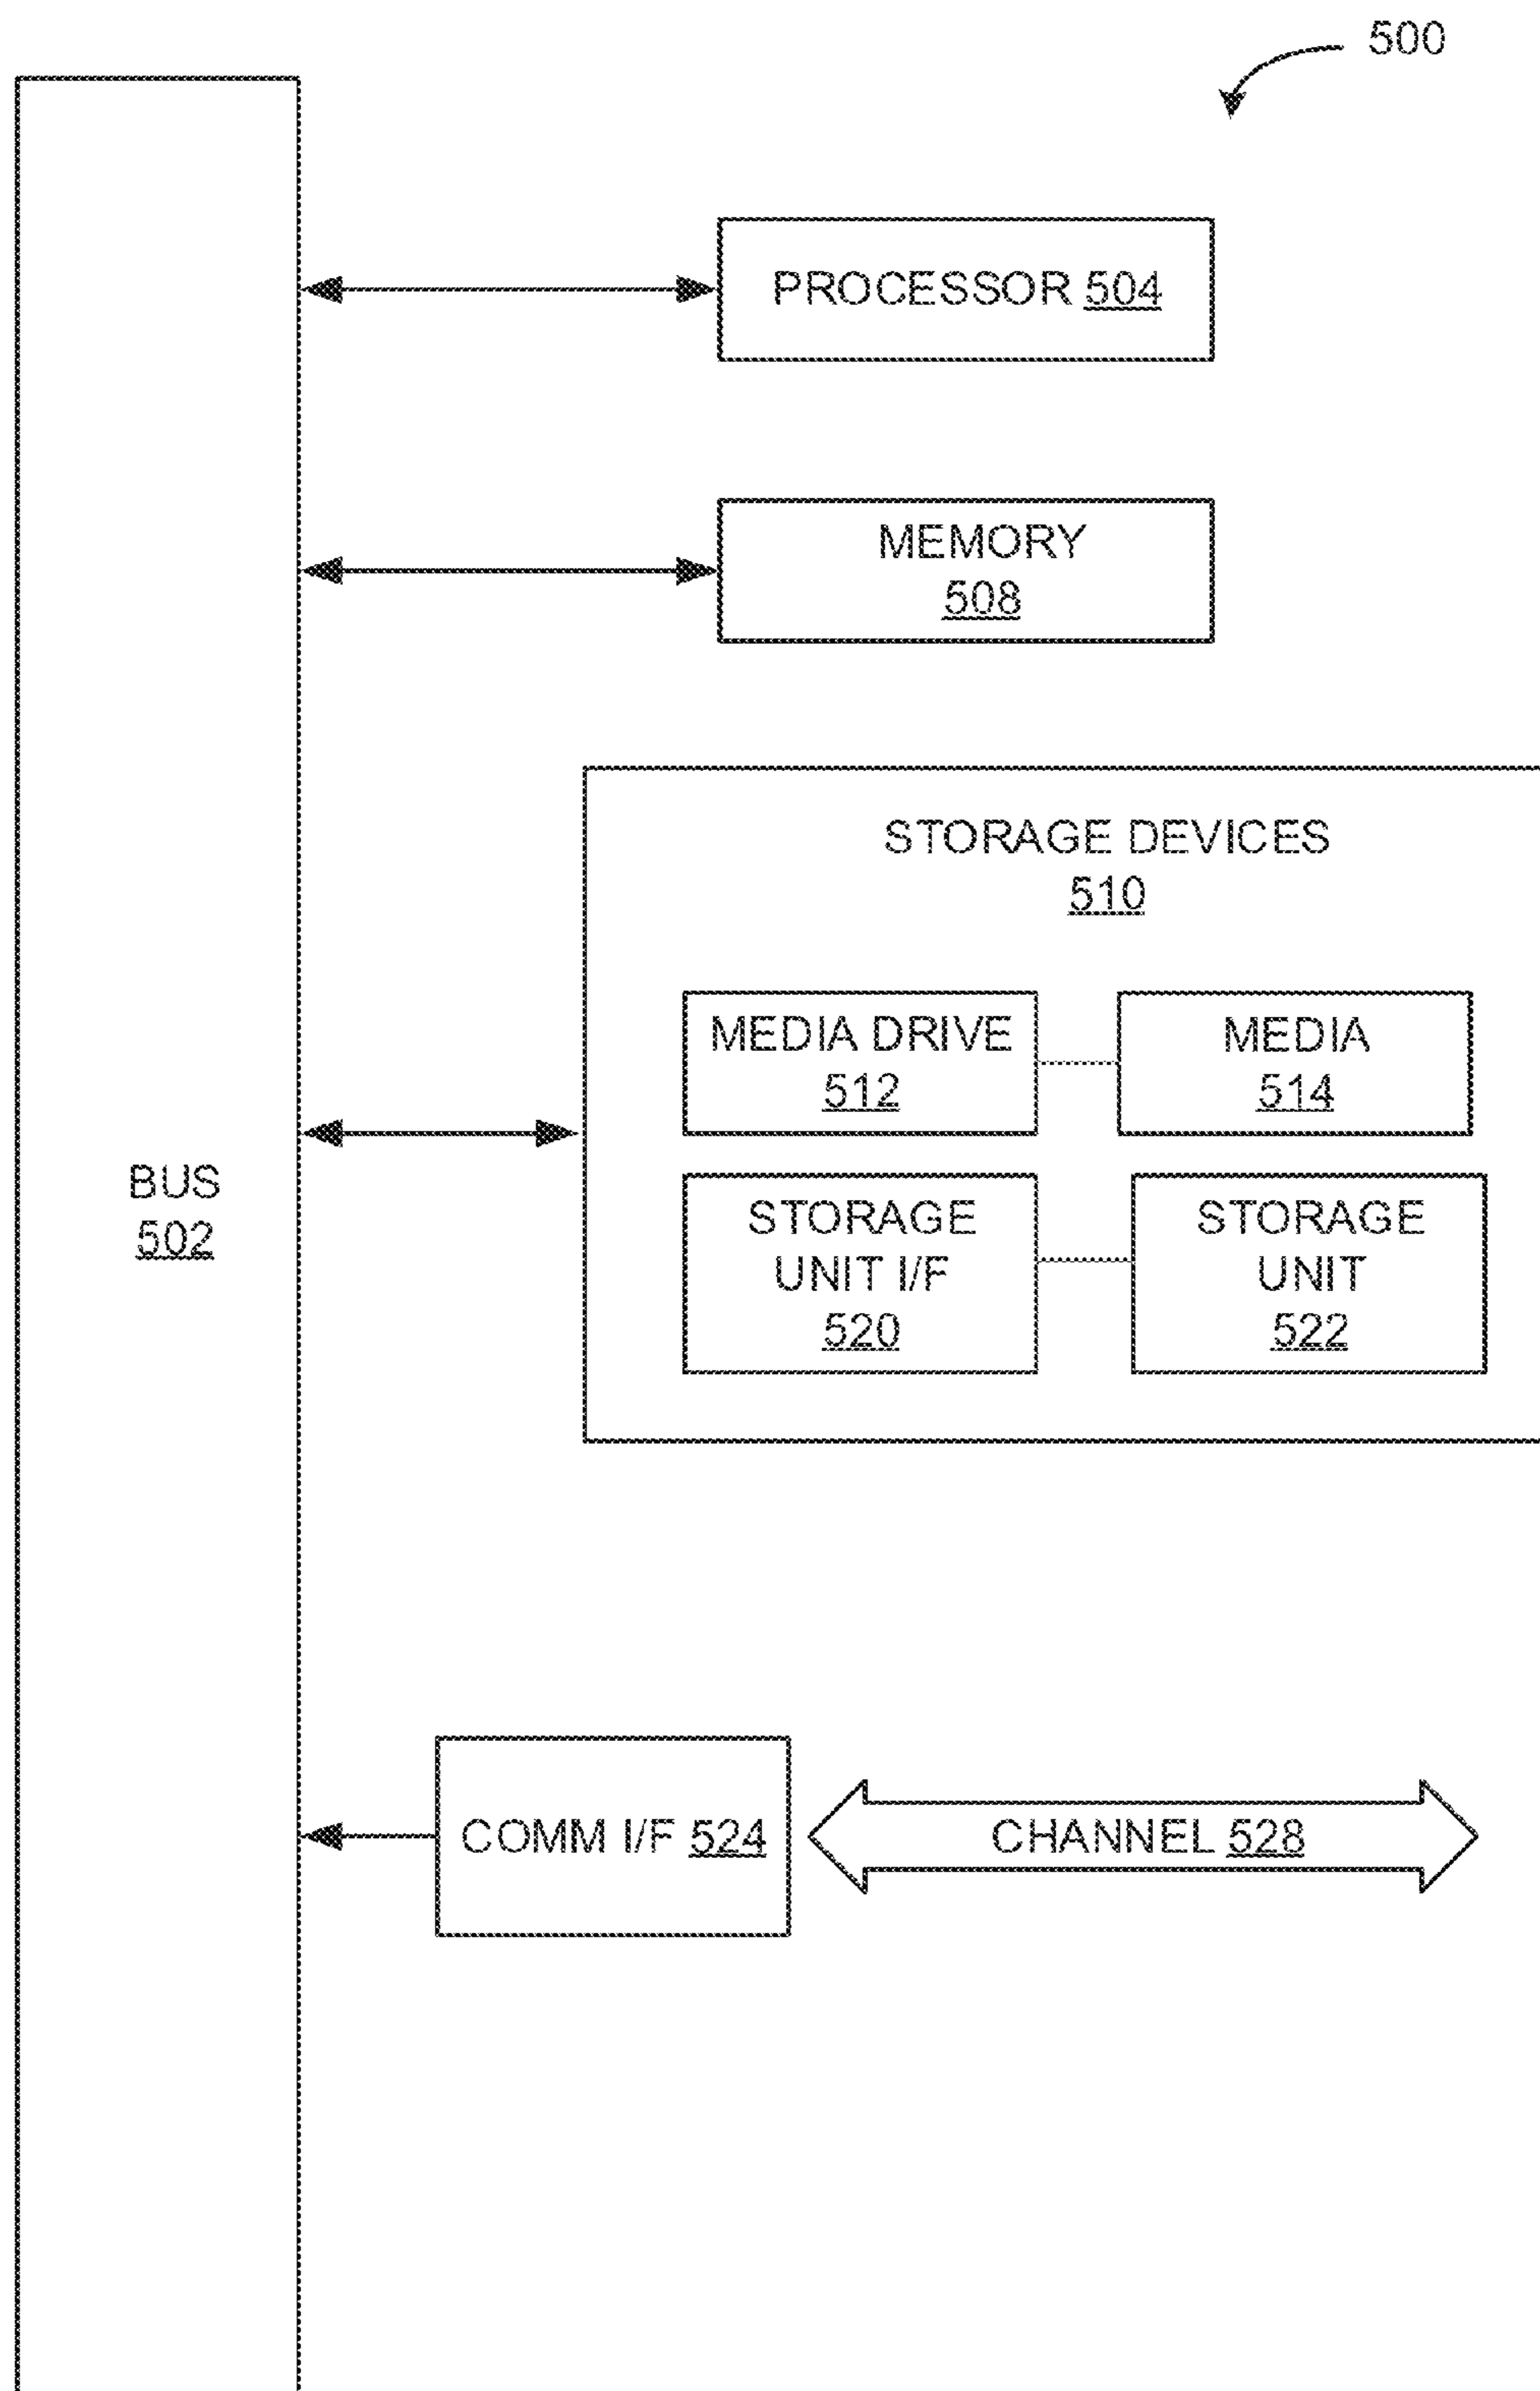 500
PROCESSOR 504
MEMORY
508
STORAGE DEVICES
510
MEDIA DRIVE
512
MEDIA
514
BUS
502
STORAGE
UNIT I/F
520
STORAGE
UNIT
522
COMM I/F 524
CHANNEL 528